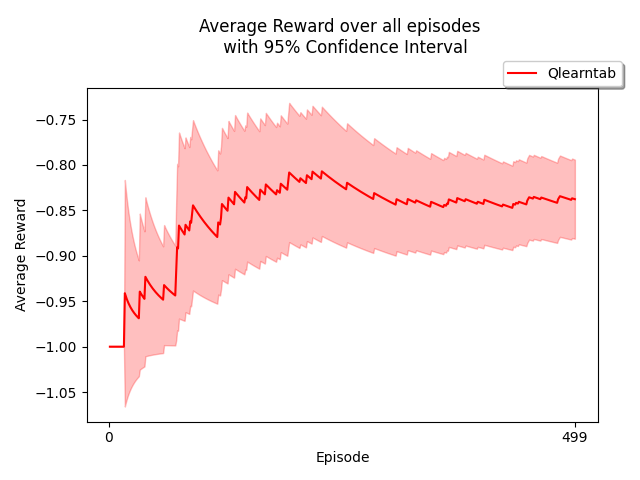 Average Reward over all episodes
with 95% Confidence Interval
Qlearntab
−0.75
−0.80
−0.85
−0.90
−0.95
−1.00
−1.05
Average Reward
0
499
Episode